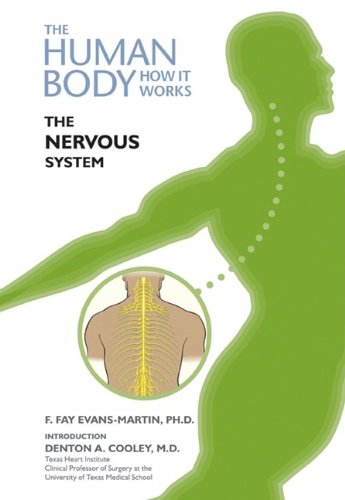 THE
HUMAN
BODY HOW IT
WORKS
THE
NERVOUS
SYSTEM
F. FAY EVANS-MARTIN, PH.D.
INTRODUCTION
DENTON A. COOLEY, M.D.
Texas Heart Institute
Clinical Professor of Surgery at the
University of Texas Medical School